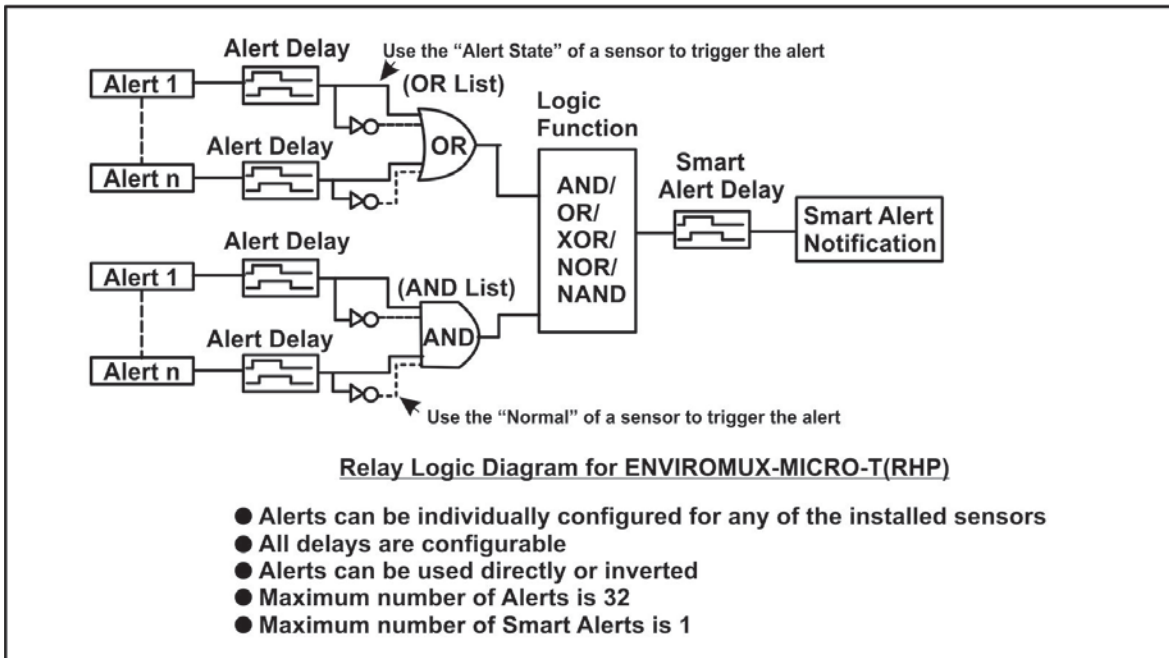 Alert Delay
Use the “Alert State” of a sensor to trigger the alert
Alert 1
(OR List)
OR
Alert Delay
Alert n
Logic
Function
AND/
OR/
XOR/
NOR/
NAND
Smart
Alert Delay
Smart Alert
Notification
Alert Delay
Alert 1
(AND List)
AND
Alert Delay
Alert n
Use the “Normal” of a sensor to trigger the alert
Relay Logic Diagram for ENVIROMUX-MICRO-T(RHP)
● Alerts can be individually configured for any of the installed sensors
● All delays are configurable
● Alerts can be used directly or inverted
● Maximum number of Alerts is 32
● Maximum number of Smart Alerts is 1